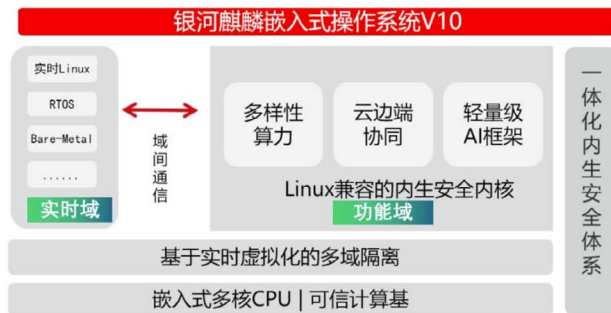 银河麒麟嵌入式操作系统V10
实时Linux
RTOS
Bare-Metal
......
实时域
域间通信
多样性
算力
云边端
协同
轻量级
AI框架
Linux兼容的内生安全内核
功能域
一体化内生安全体系
基于实时虚拟化的多域隔离
嵌入式多核CPU | 可信计算基